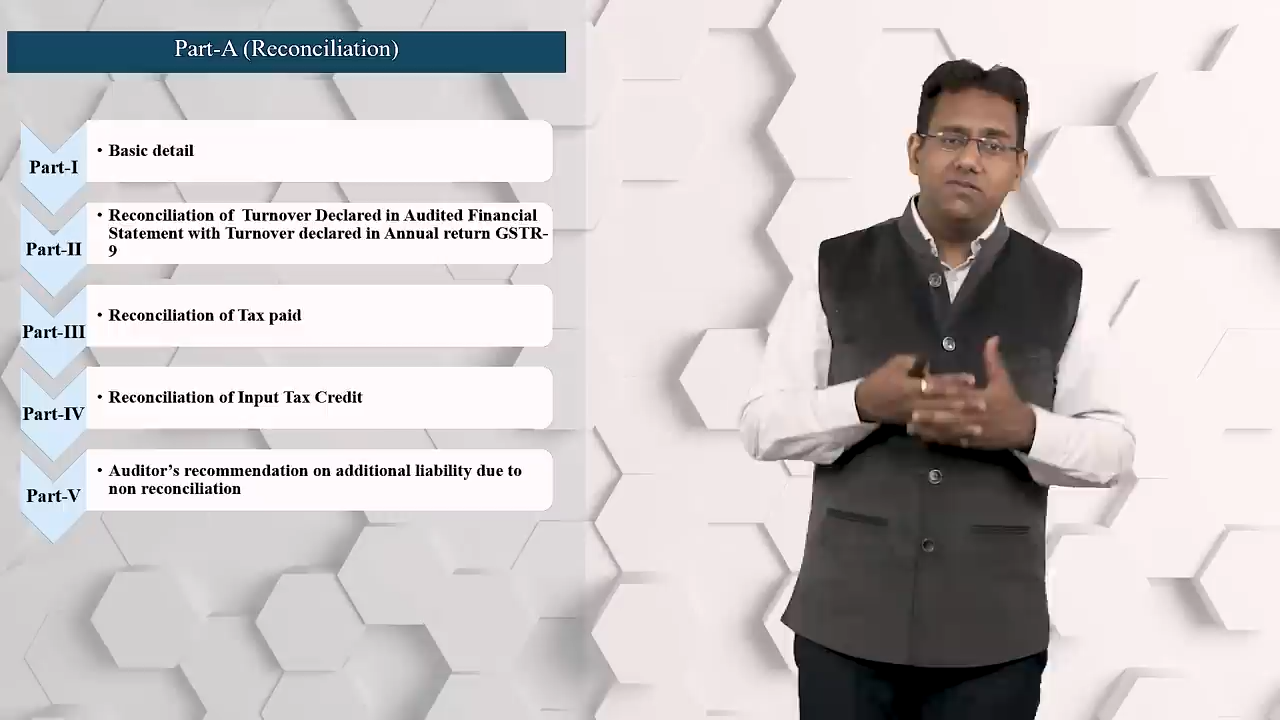 Part-A (Reconciliation)
Part-I
• Basic detail
Part-II
• Reconciliation of Turnover Declared in Audited Financial
Statement with Turnover declared in Annual return GSTR-
9
Part-III
• Reconciliation of Tax paid
Part-IV
• Reconciliation of Input Tax Credit
Part-V
• Auditor’s recommendation on additional liability due to
non reconciliation